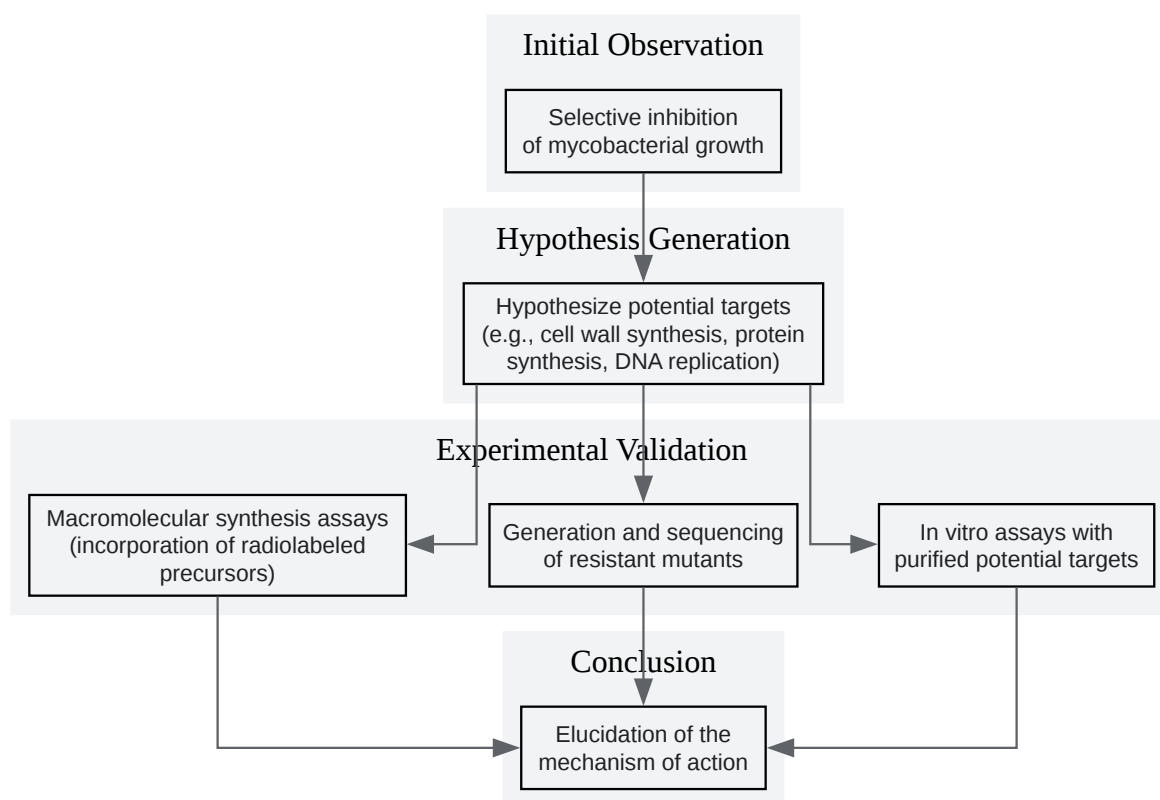 Initial Observation
Selective inhibition
of mycobacterial growth
Hypothesis Generation
Hypothesize potential targets
(e.g., cell wall synthesis, protein
synthesis, DNA replication)
Experimental Validation
Macromolecular synthesis assays
(incorporation of radiolabeled
precursors)
Generation and sequencing
of resistant mutants
In vitro assays with
purified potential targets
Conclusion
Elucidation of the
mechanism of action